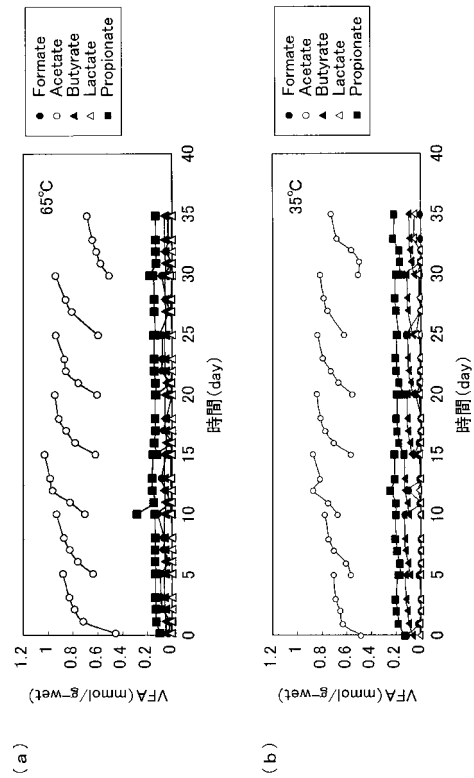 (a)
65°C
VFA(mmol/g-wet)
1.2
1
0.8
0.6
0.4
0.2
0
0 5 10 15 20 25 30 35 40
時間(day)
● Formate
○ Acetate
▲ Butyrate
△ Lactate
■ Propionate
(b)
35°C
VFA(mmol/g-wet)
1.2
1
0.8
0.6
0.4
0.2
0
0 5 10 15 20 25 30 35 40
時間(day)
● Formate
○ Acetate
▲ Butyrate
△ Lactate
■ Propionate